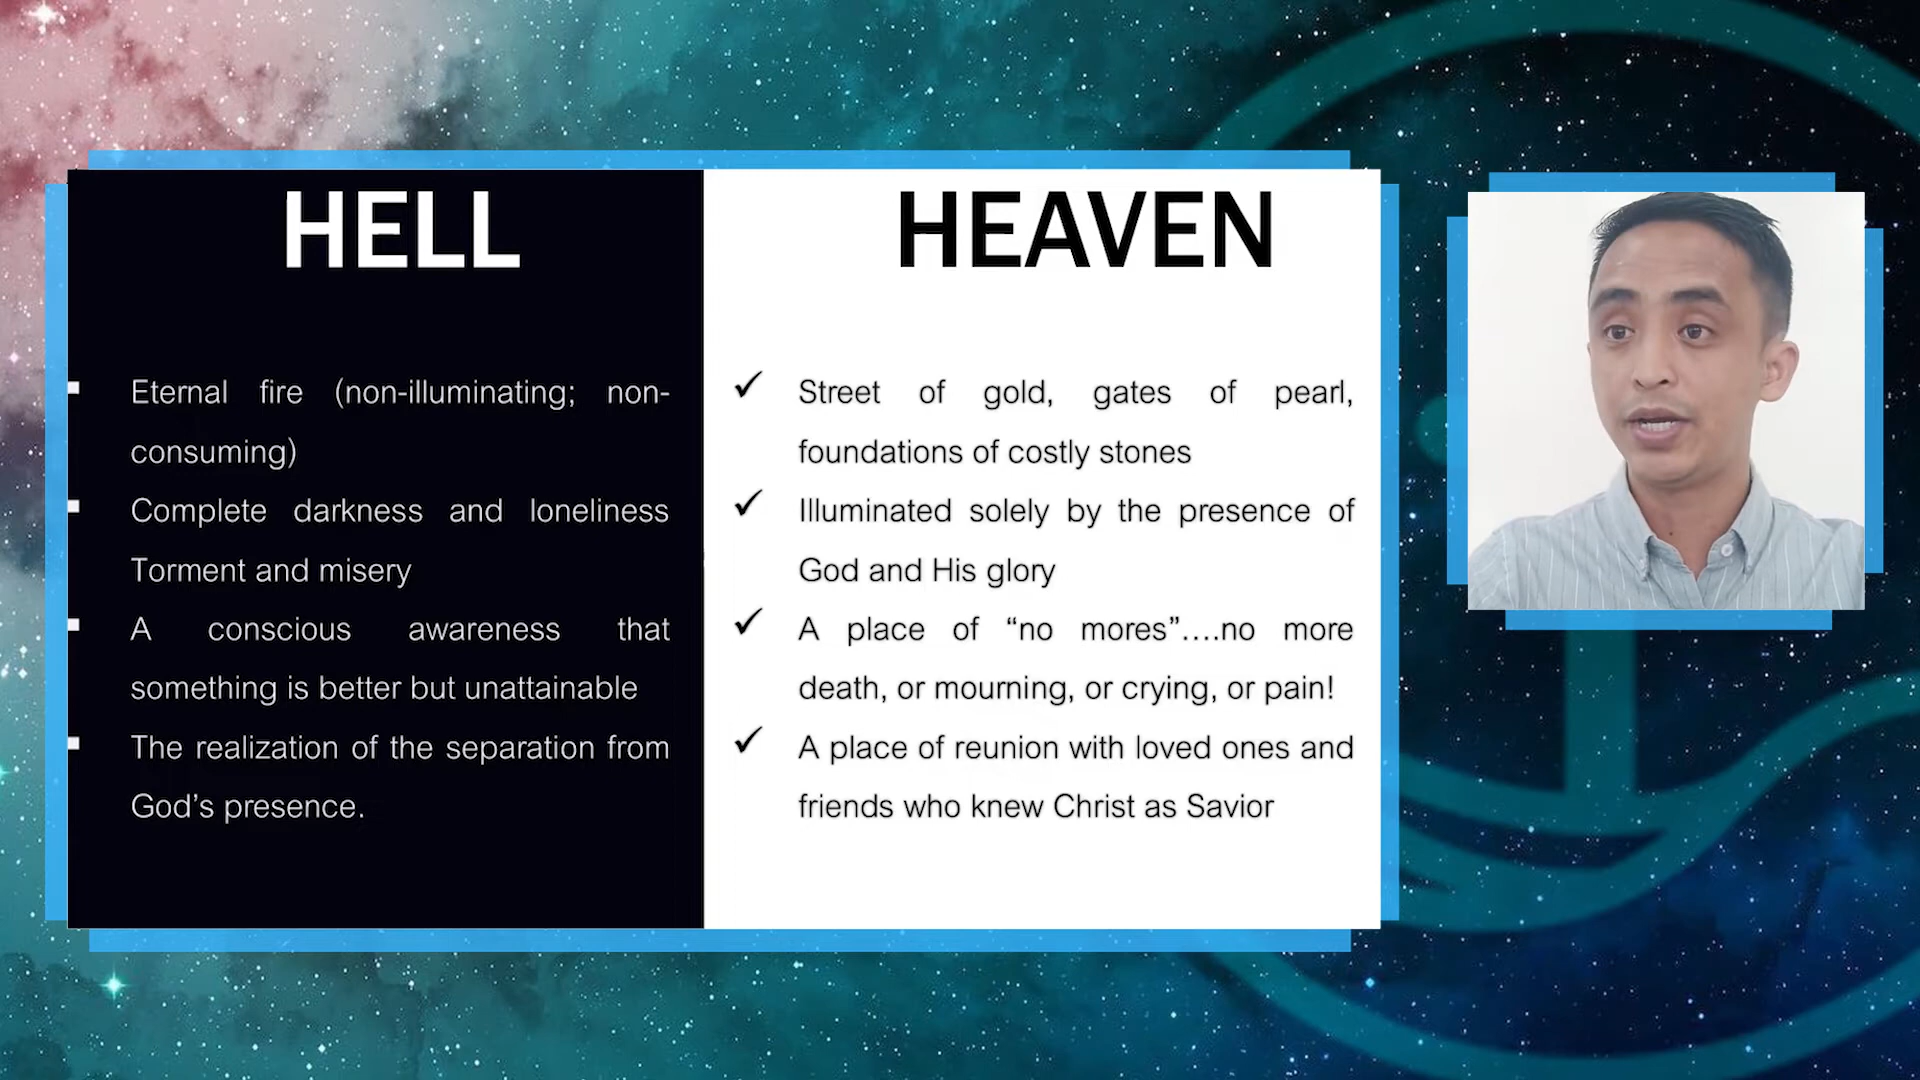 HELL
Eternal fire (non-illuminating; non-
consuming)
Complete darkness and loneliness
Torment and misery
A conscious awareness that
something is better but unattainable
The realization of the separation from
God’s presence.
HEAVEN
Street of gold, gates of pearl,
foundations of costly stones
Illuminated solely by the presence of
God and His glory
A place of “no mores”….no more
death, or mourning, or crying, or pain!
A place of reunion with loved ones and
friends who knew Christ as Savior